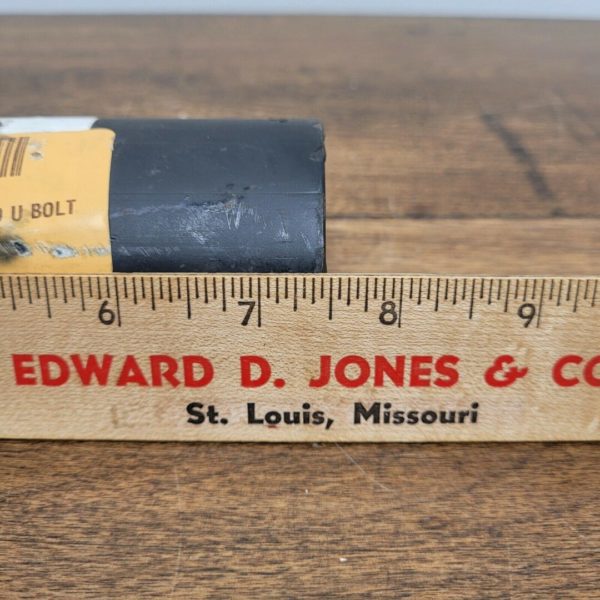 U BOLT
6 7 8 9
EDWARD D. JONES & CO
St. Louis, Missouri